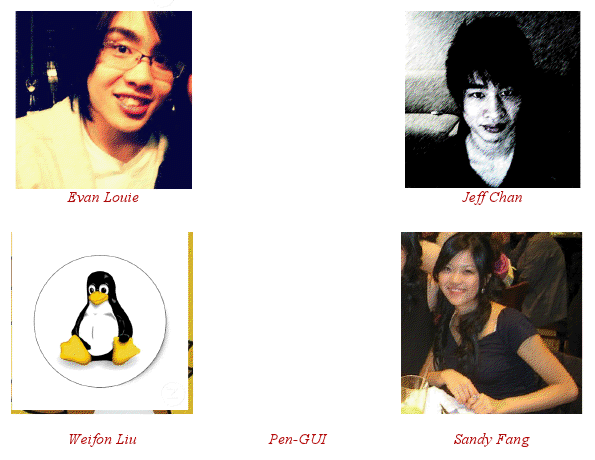 Evan Louie
Jeff Chan
Weifon Liu
Pen-GUI
Sandy Fang